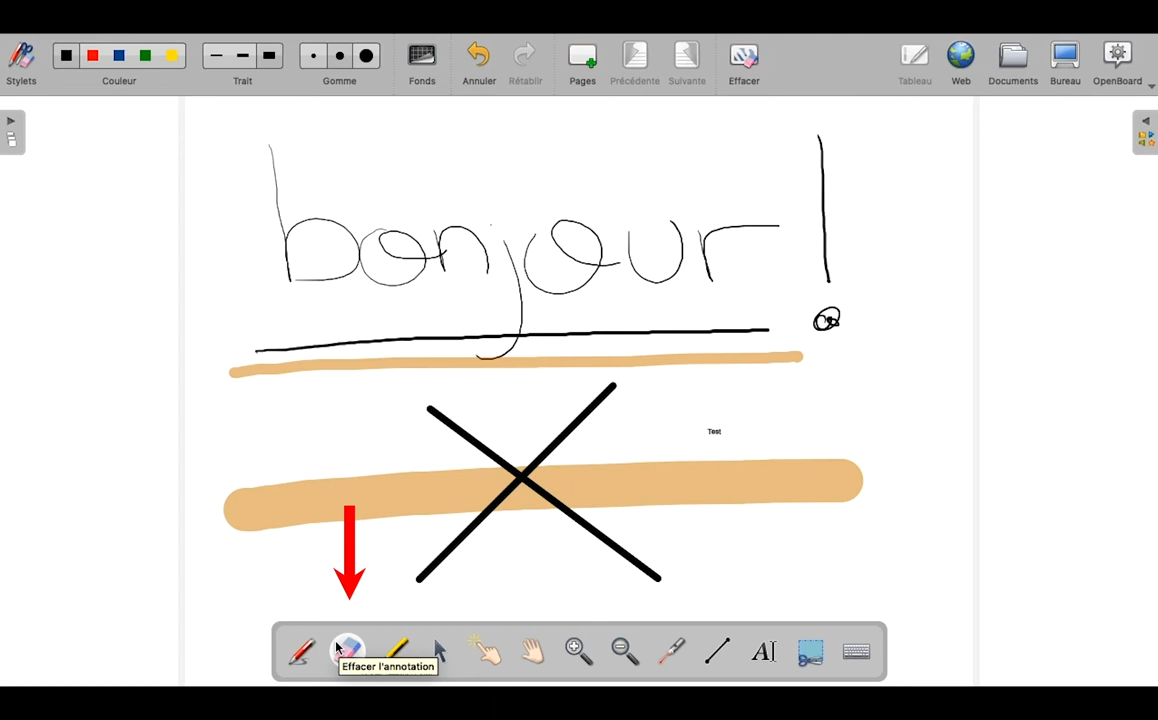 Stylets Couleur Trait Gomme Fonds Annuler Rétablir Pages Précédente Suivante Effacer Tableau Web Documents Bureau OpenBoard
bonjour!
Test
AI
Effacer l'annotation